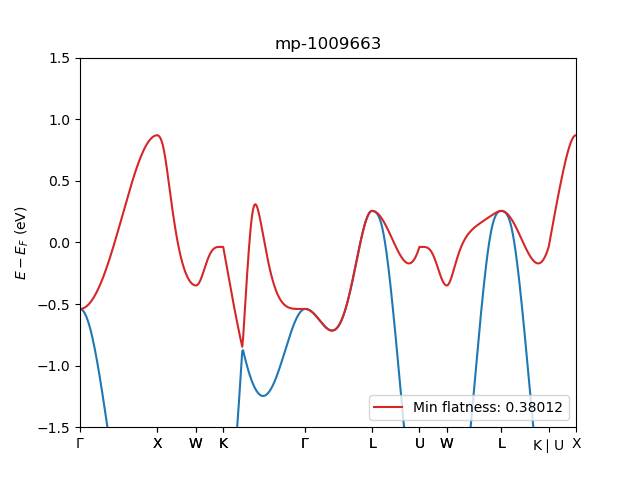 mp-1009663
E − E_F (eV)
1.5
1.0
0.5
0.0
−0.5
−1.0
−1.5
Min flatness: 0.38012
Γ X W K Γ L U W L K | U X